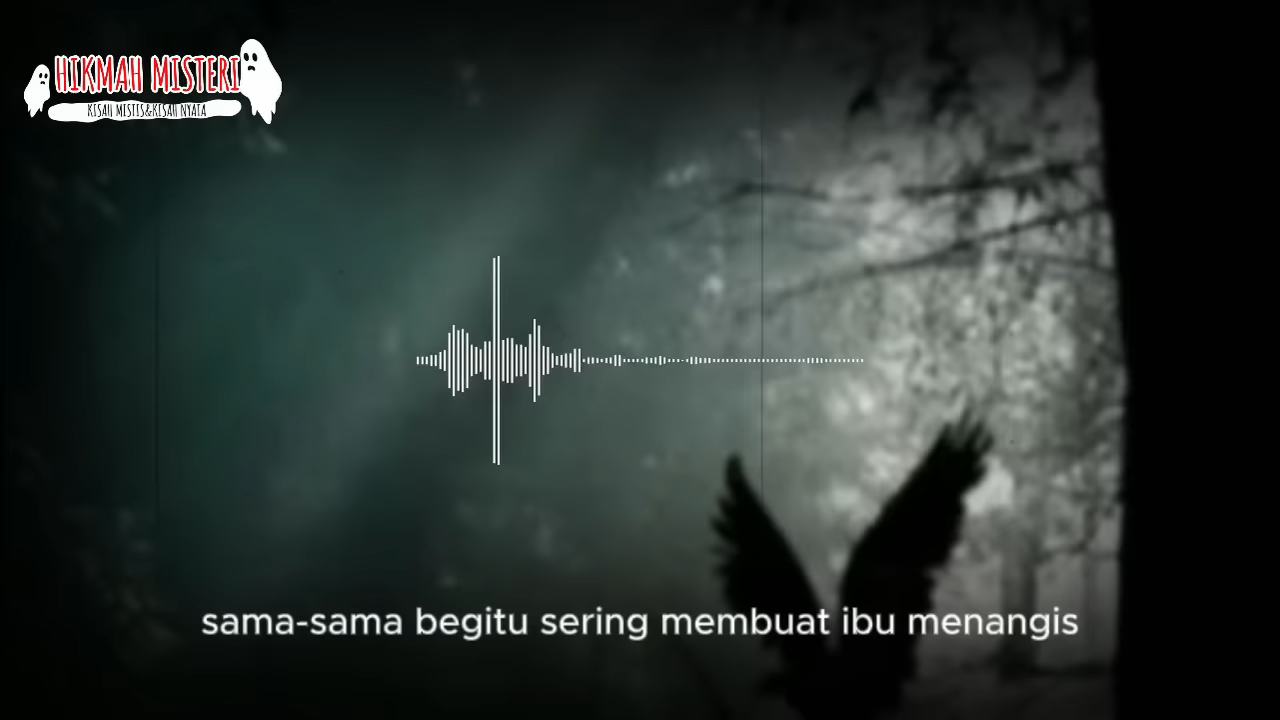 HIKMAH MISTERI
KISAH MISTIS&KISAH NYATA
sama-sama begitu sering membuat ibu menangis